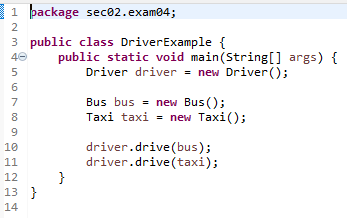 1 package sec02.exam04;
2
3 public class DriverExample {
4 public static void main(String[] args) {
5 Driver driver = new Driver();
6
7 Bus bus = new Bus();
8 Taxi taxi = new Taxi();
9
10 driver.drive(bus);
11 driver.drive(taxi);
12 }
13 }
14